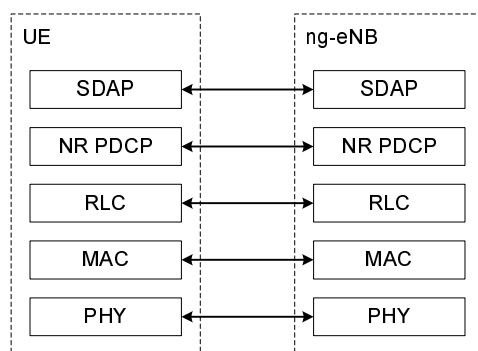 UE
ng-eNB
SDAP
SDAP
NR PDCP
NR PDCP
RLC
RLC
MAC
MAC
PHY
PHY